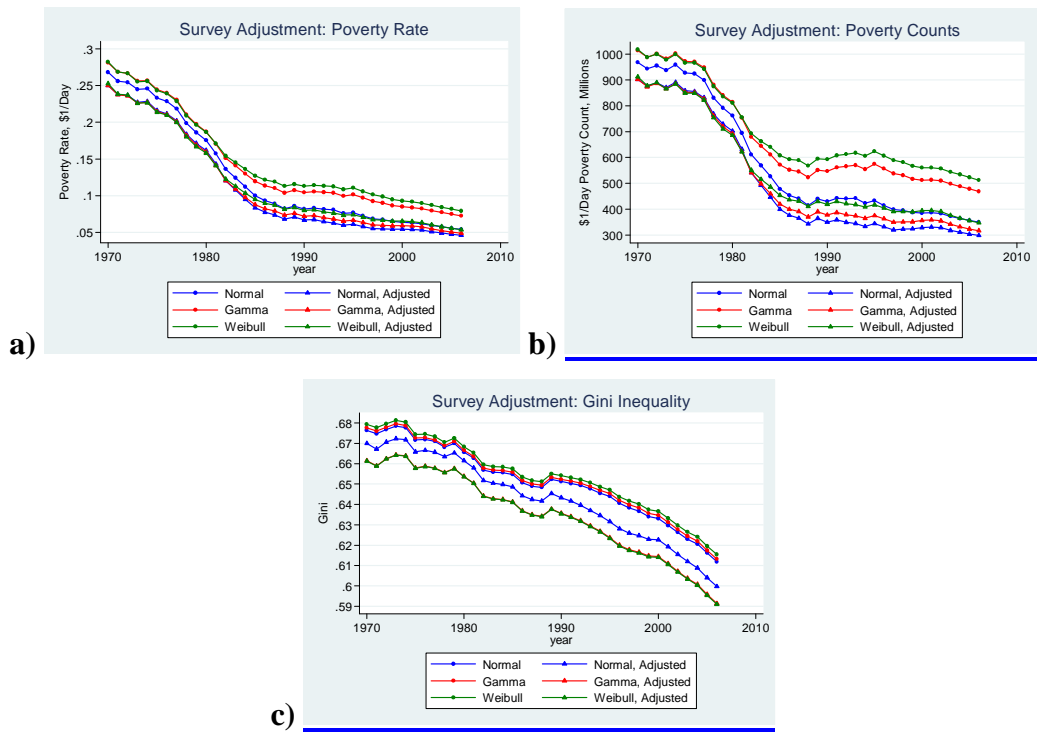 Survey Adjustment: Poverty Rate
Poverty Rate, $1/Day
.3
.25
.2
.15
.1
.05
1970 1980 1990 2000 2010
year
Normal Normal, Adjusted
Gamma Gamma, Adjusted
Weibull Weibull, Adjusted
a)
Survey Adjustment: Poverty Counts
$1/Day Poverty Count, Millions
1000
900
800
700
600
500
400
300
1970 1980 1990 2000 2010
year
Normal Normal, Adjusted
Gamma Gamma, Adjusted
Weibull Weibull, Adjusted
b)
Survey Adjustment: Gini Inequality
Gini
.68
.67
.66
.65
.64
.63
.62
.61
.6
.59
1970 1980 1990 2000 2010
year
Normal Normal, Adjusted
Gamma Gamma, Adjusted
Weibull Weibull, Adjusted
c)